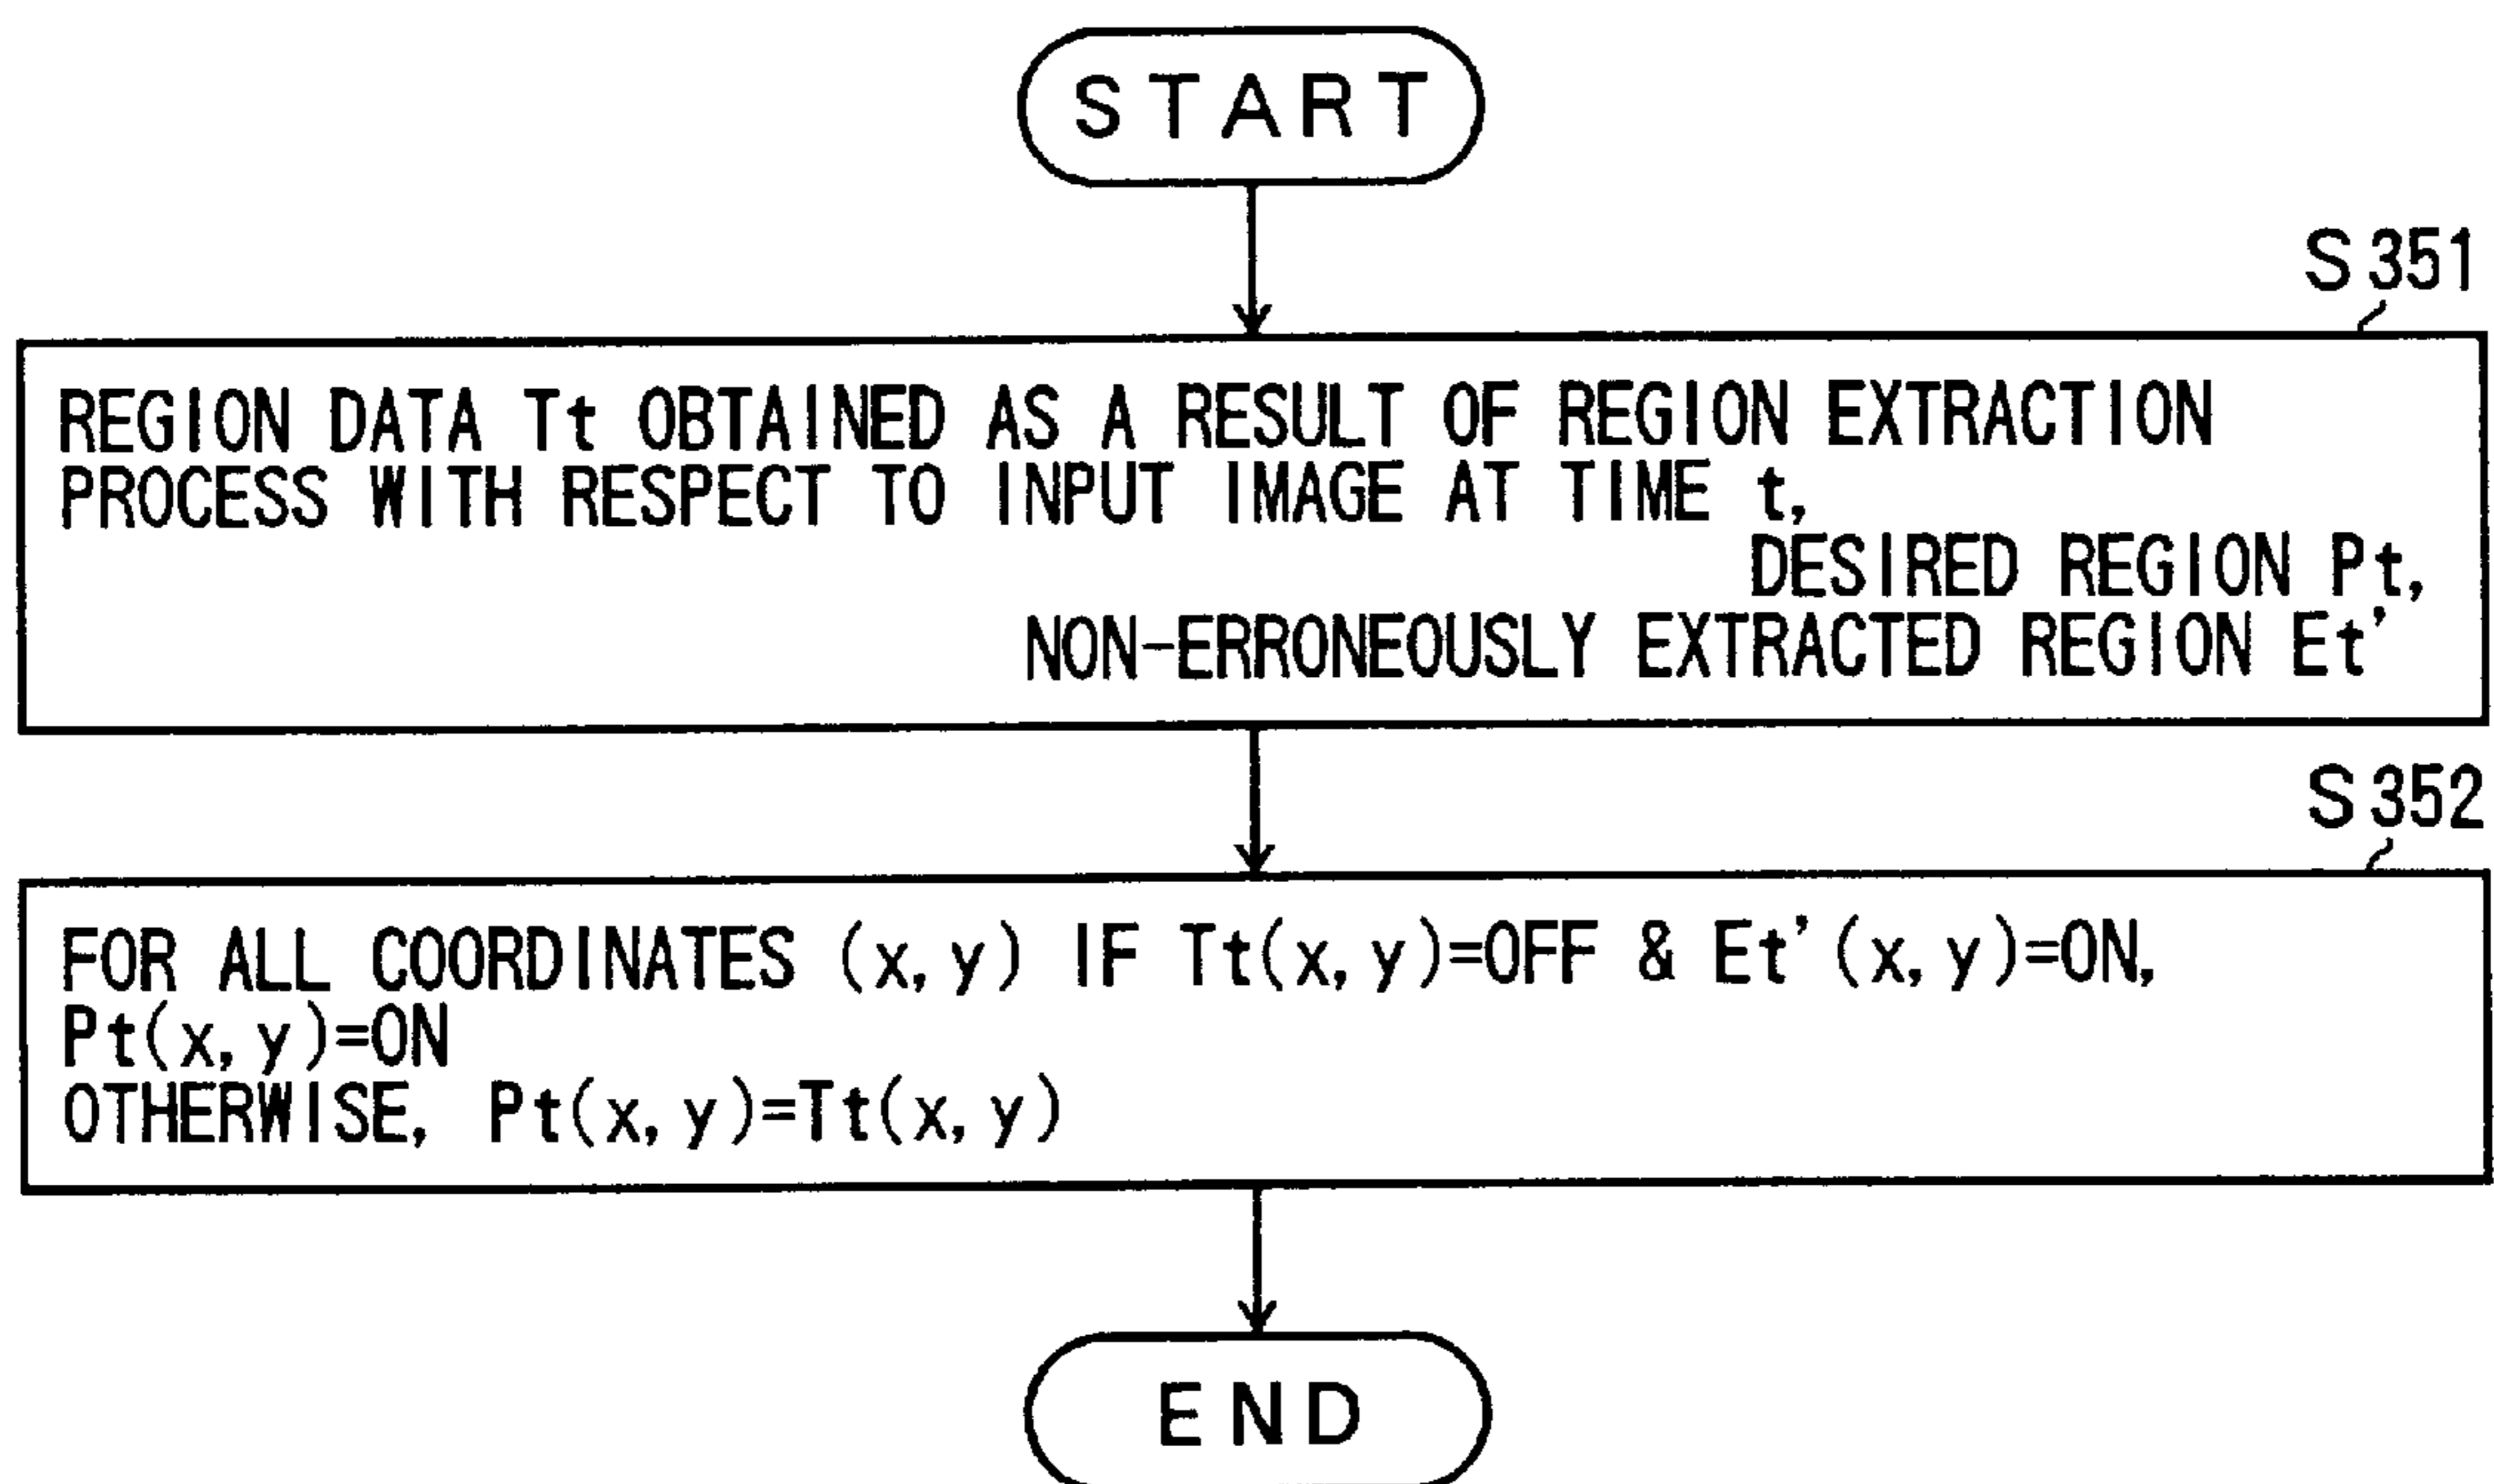 START
S351
REGION DATA Tt OBTAINED AS A RESULT OF REGION EXTRACTION
PROCESS WITH RESPECT TO INPUT IMAGE AT TIME t,
DESIRED REGION Pt,
NON-ERRONEOUSLY EXTRACTED REGION Et'
S352
FOR ALL COORDINATES (x, y) IF Tt(x, y)=OFF & Et'(x, y)=ON,
Pt(x, y)=ON
OTHERWISE, Pt(x, y)=Tt(x, y)
END